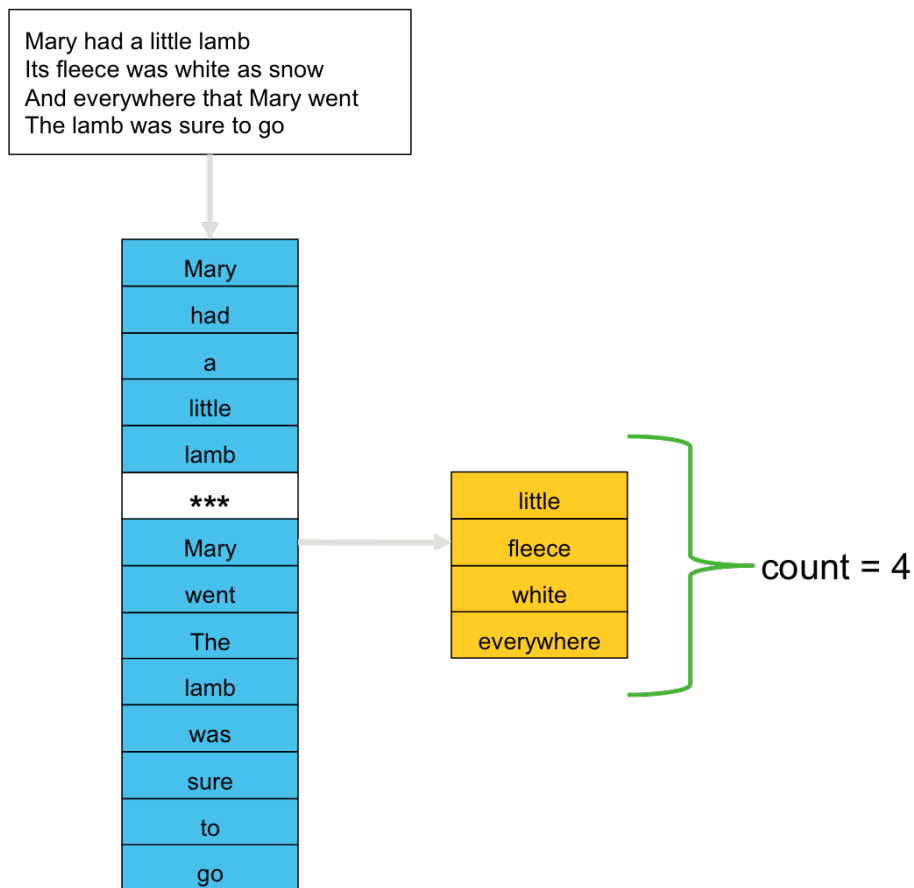 Mary had a little lamb
Its fleece was white as snow
And everywhere that Mary went
The lamb was sure to go
Mary
had
a
little
lamb
***
Mary
went
The
lamb
was
sure
to
go
little
fleece
white
everywhere
count = 4